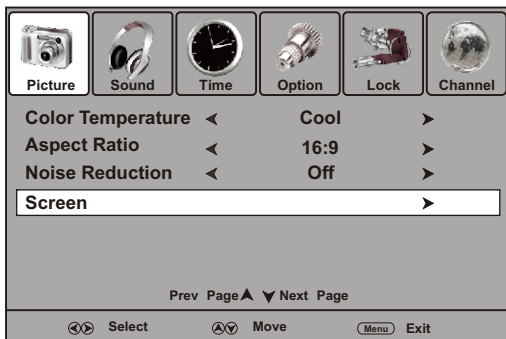 Picture Sound Time Option Lock Channel
Color Temperature Cool
Aspect Ratio 16:9
Noise Reduction Off
Screen
Prev Page Next Page
Select Move Menu Exit